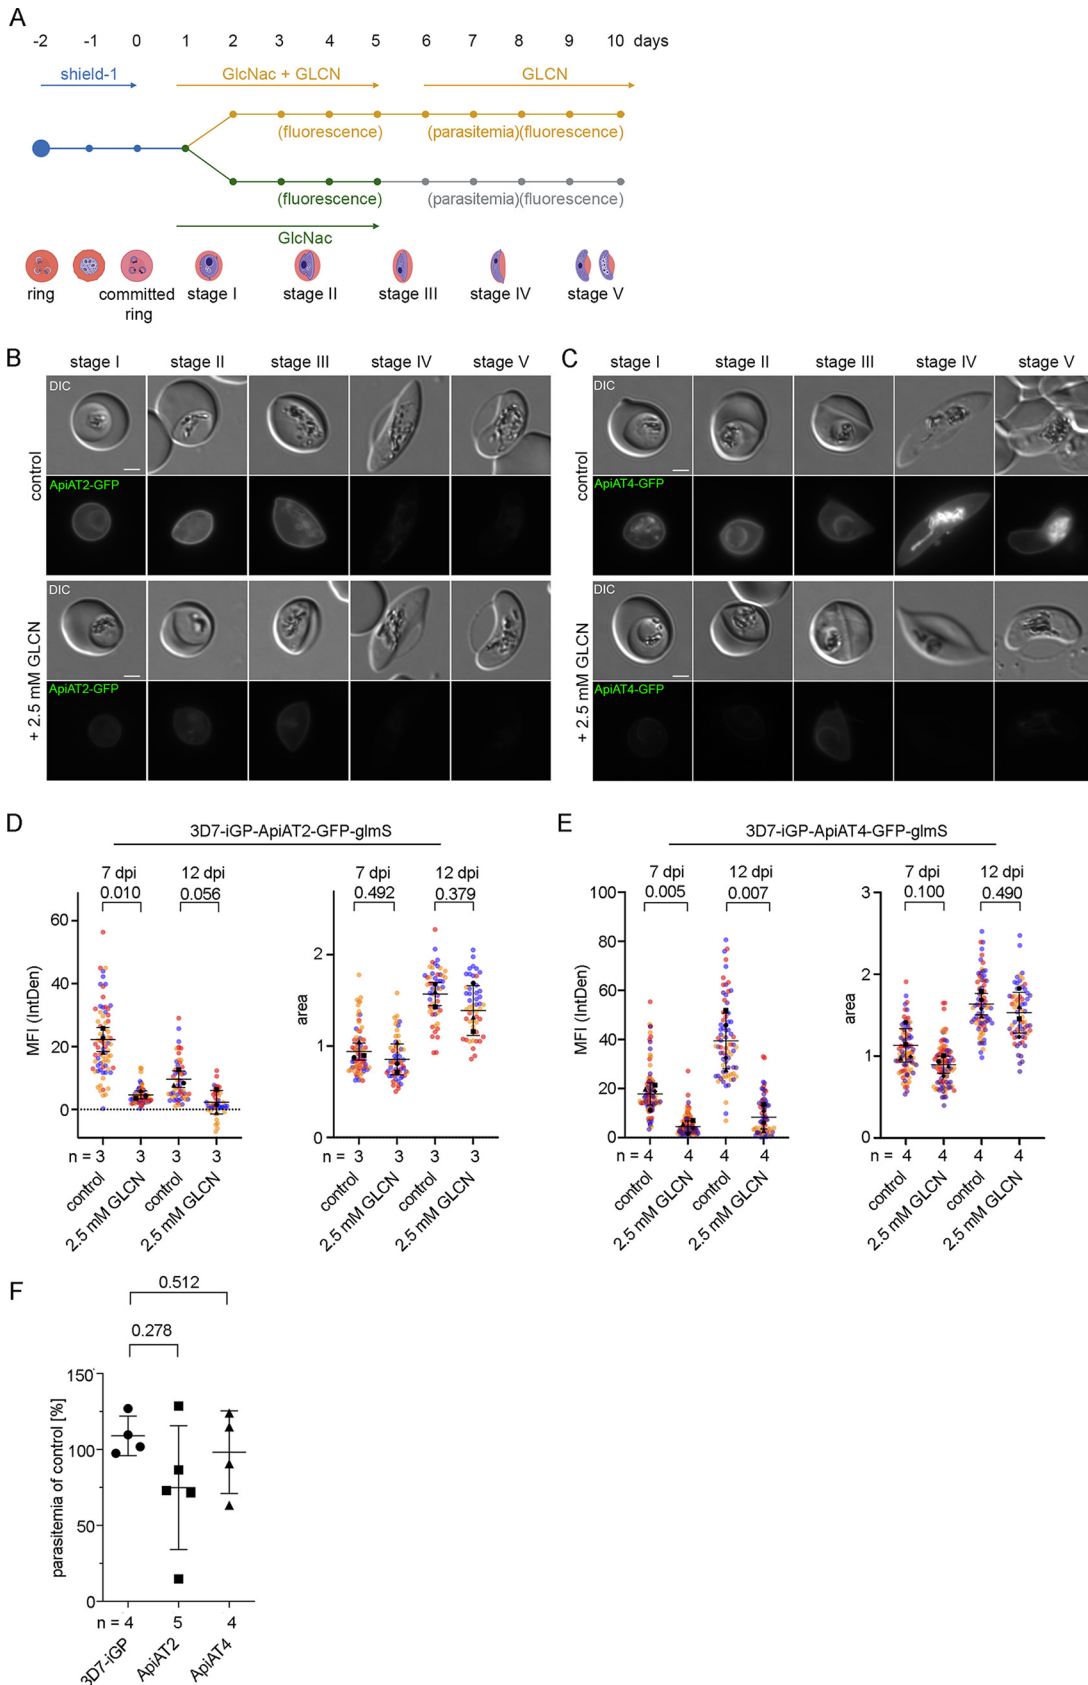 A
-2 -1 0 1 2 3 4 5 6 7 8 9 10 days
shield-1 GlcNac + GLCN GLCN
(fluorescence) (parasitemia)(fluorescence)
(fluorescence) (parasitemia)(fluorescence)
GlcNac
ring committed ring stage I stage II stage III stage IV stage V
B
stage I stage II stage III stage IV stage V
control
DIC
ApiAT2-GFP
+ 2.5 mM GLCN
DIC
ApiAT2-GFP
C
stage I stage II stage III stage IV stage V
control
DIC
ApiAT4-GFP
+ 2.5 mM GLCN
DIC
ApiAT4-GFP
D
3D7-iGP-ApiAT2-GFP-glmS
7 dpi 12 dpi
0.010 0.056
MFI (IntDen)
60
40
20
0
n = 3 3 3 3
control 2.5 mM GLCN control 2.5 mM GLCN
7 dpi 12 dpi
0.492 0.379
area
2
1
0
n = 3 3 3 3
control 2.5 mM GLCN control 2.5 mM GLCN
E
3D7-iGP-ApiAT4-GFP-glmS
7 dpi 12 dpi
0.005 0.007
MFI (IntDen)
100
80
60
40
20
0
n = 4 4 4 4
control 2.5 mM GLCN control 2.5 mM GLCN
7 dpi 12 dpi
0.100 0.490
area
3
2
1
0
n = 4 4 4 4
control 2.5 mM GLCN control 2.5 mM GLCN
F
0.512
0.278
parasitemia of control [%]
150
100
50
0
n = 4 5 4
3D7-iGP ApiAT2 ApiAT4